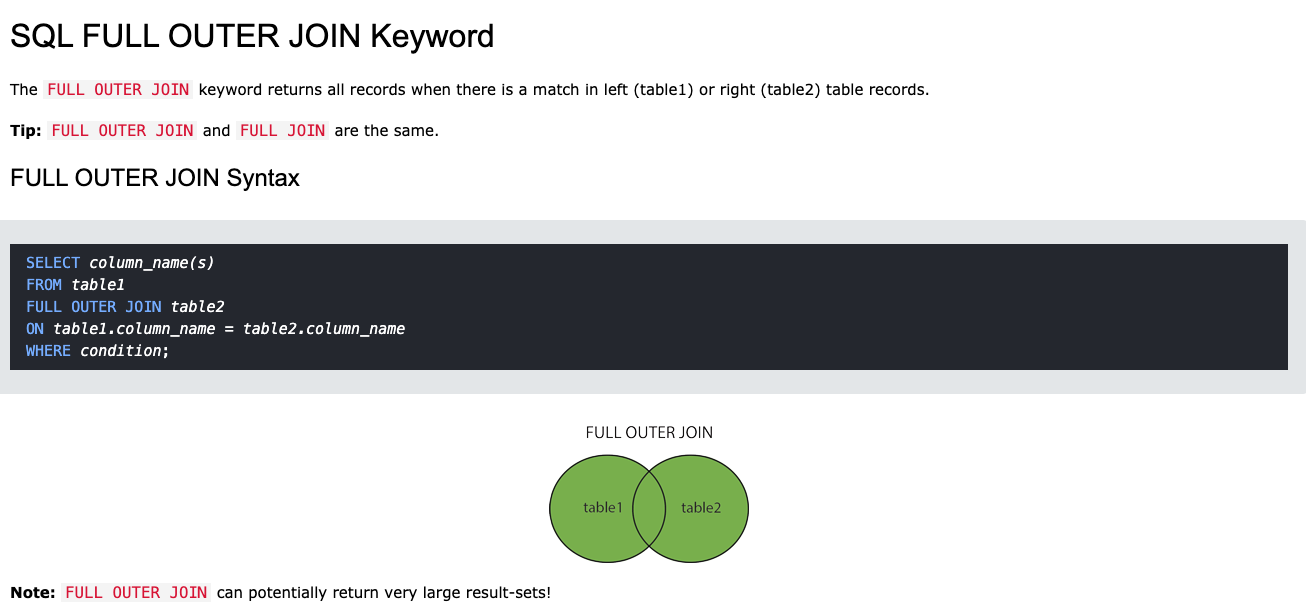 SQL FULL OUTER JOIN Keyword
The FULL OUTER JOIN keyword returns all records when there is a match in left (table1) or right (table2) table records.
Tip: FULL OUTER JOIN and FULL JOIN are the same.
FULL OUTER JOIN Syntax
SELECT column_name(s)
FROM table1
FULL OUTER JOIN table2
ON table1.column_name = table2.column_name
WHERE condition;
FULL OUTER JOIN
table1 table2
Note: FULL OUTER JOIN can potentially return very large result-sets!